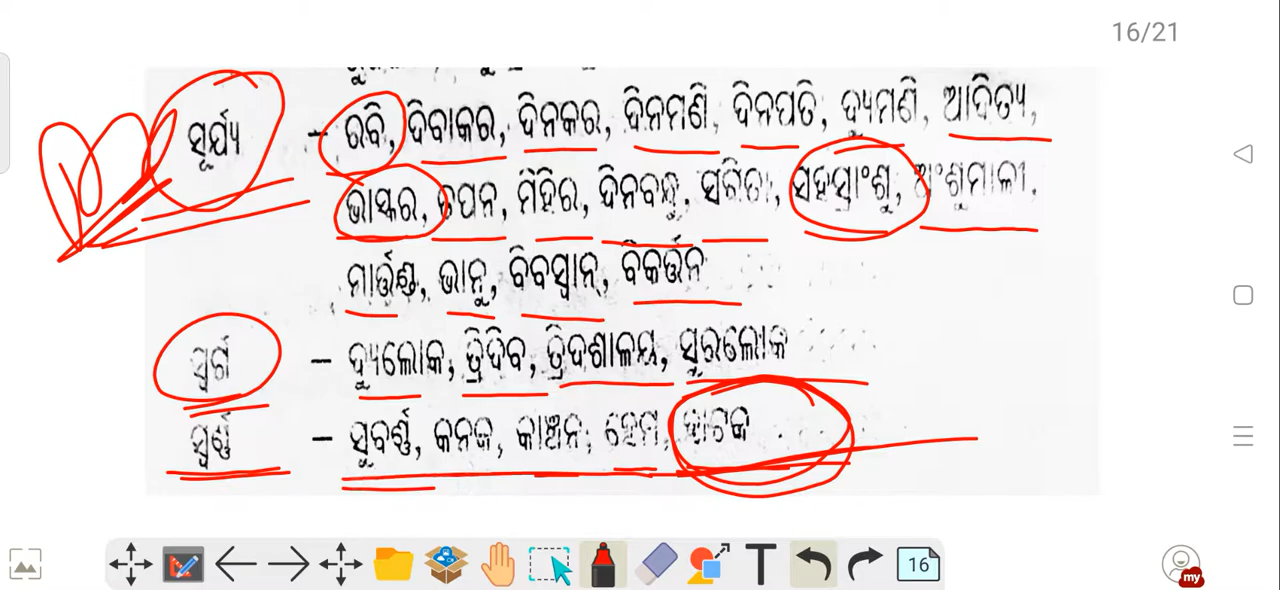 16/21
ସୂର୍ଯ୍ୟ – ରବି, ଦିବାକର, ଦିନକର, ଦିନମଣି, ଦିନପତି, ଦ୍ୟୁମଣି, ଆଦିତ୍ୟ,
ଭାସ୍କର, ତପନ, ମିହିର, ଦିନବନ୍ଧୁ, ସବିତା, ସହସ୍ରାଂଶୁ, ଅଂଶୁମାଳୀ,
ମାର୍ତ୍ତଣ୍ଡ, ଭାନୁ, ବିବସ୍ୱାନ୍, ବିକର୍ତ୍ତନ
ସ୍ୱର୍ଗ – ଦ୍ୟୁଲୋକ, ତ୍ରିଦିବ, ତ୍ରିଦଶାଳୟ, ସୁରଲୋକ
ସ୍ୱର୍ଣ୍ଣ – ସୁବର୍ଣ୍ଣ, କନକ, କାଞ୍ଚନ, ହେମ, ହାଟକ
T
16
my